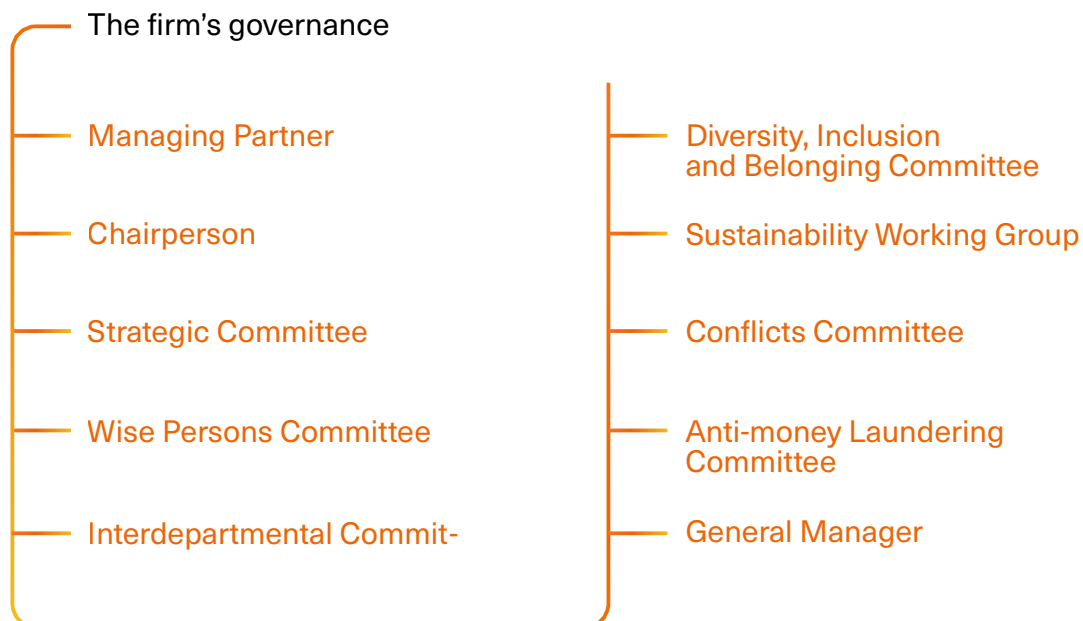 The firm’s governance
Managing Partner
Chairperson
Strategic Committee
Wise Persons Committee
Interdepartmental Commit-
Diversity, Inclusion
and Belonging Committee
Sustainability Working Group
Conflicts Committee
Anti-money Laundering
Committee
General Manager